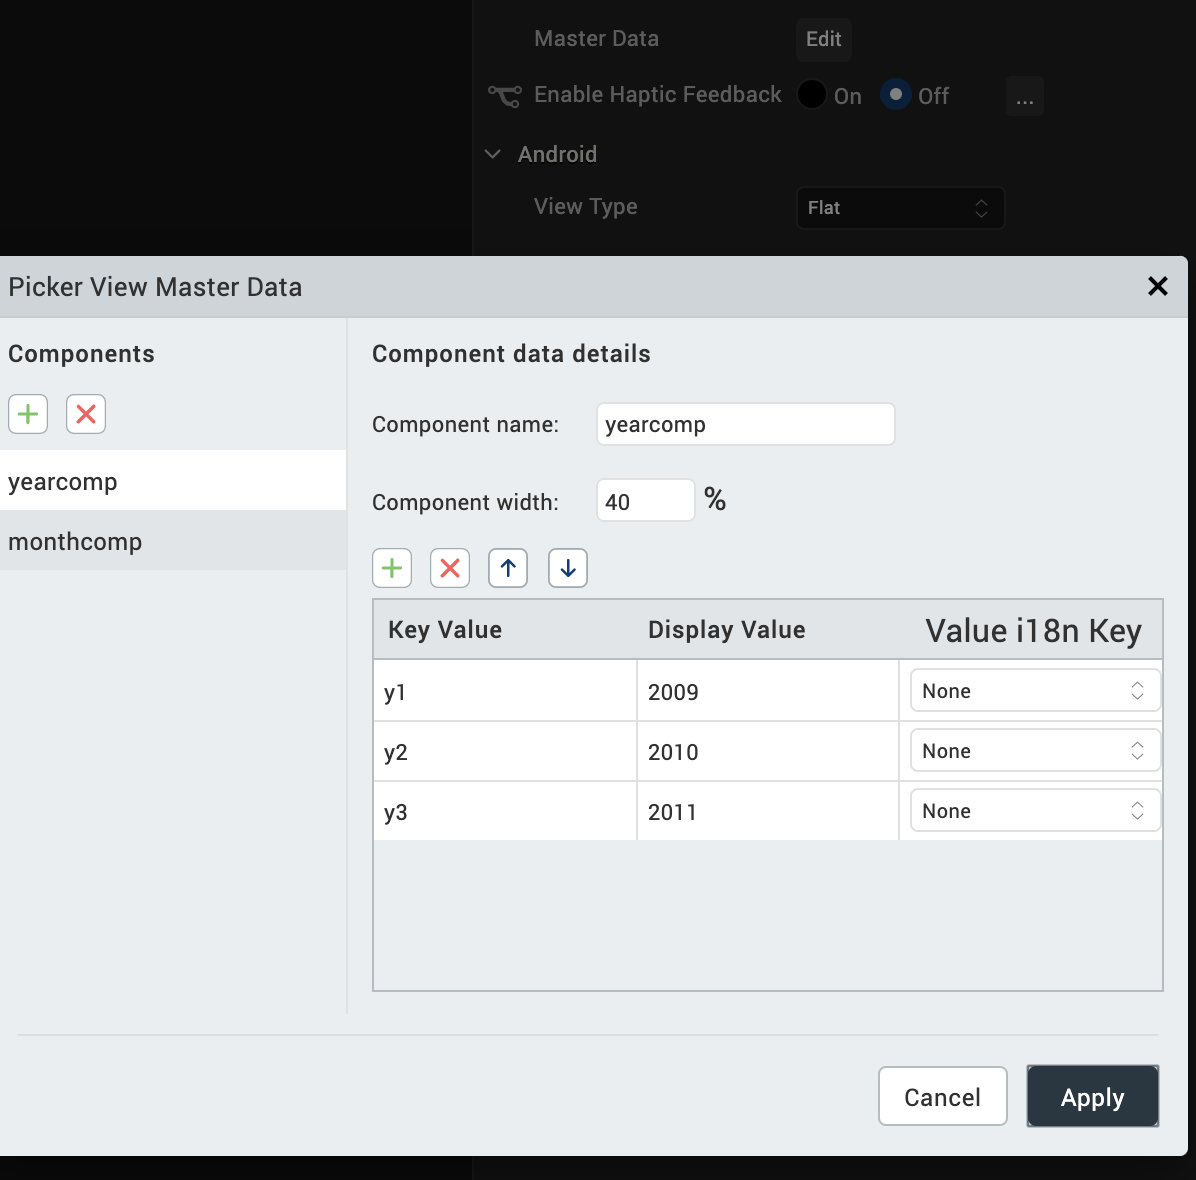 Master Data Edit
Enable Haptic Feedback On Off ...
Android
View Type Flat
Picker View Master Data
Components
yearcomp
monthcomp
Component data details
Component name: yearcomp
Component width: 40 %
Key Value Display Value Value i18n Key
y1 2009 None
y2 2010 None
y3 2011 None
Cancel Apply